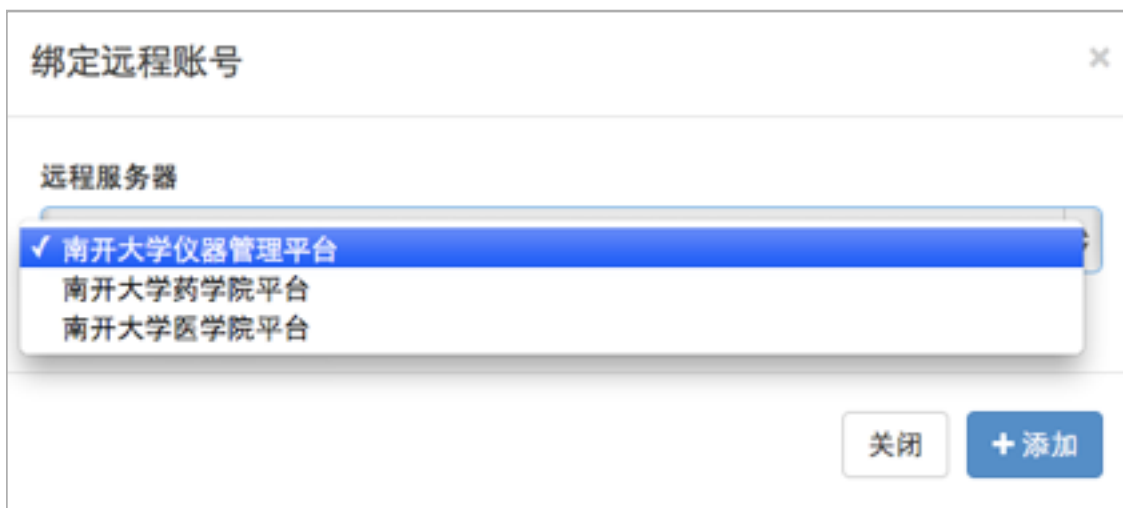 绑定远程账号
远程服务器
南开大学仪器管理平台
南开大学药学院平台
南开大学医学院平台
关闭
添加